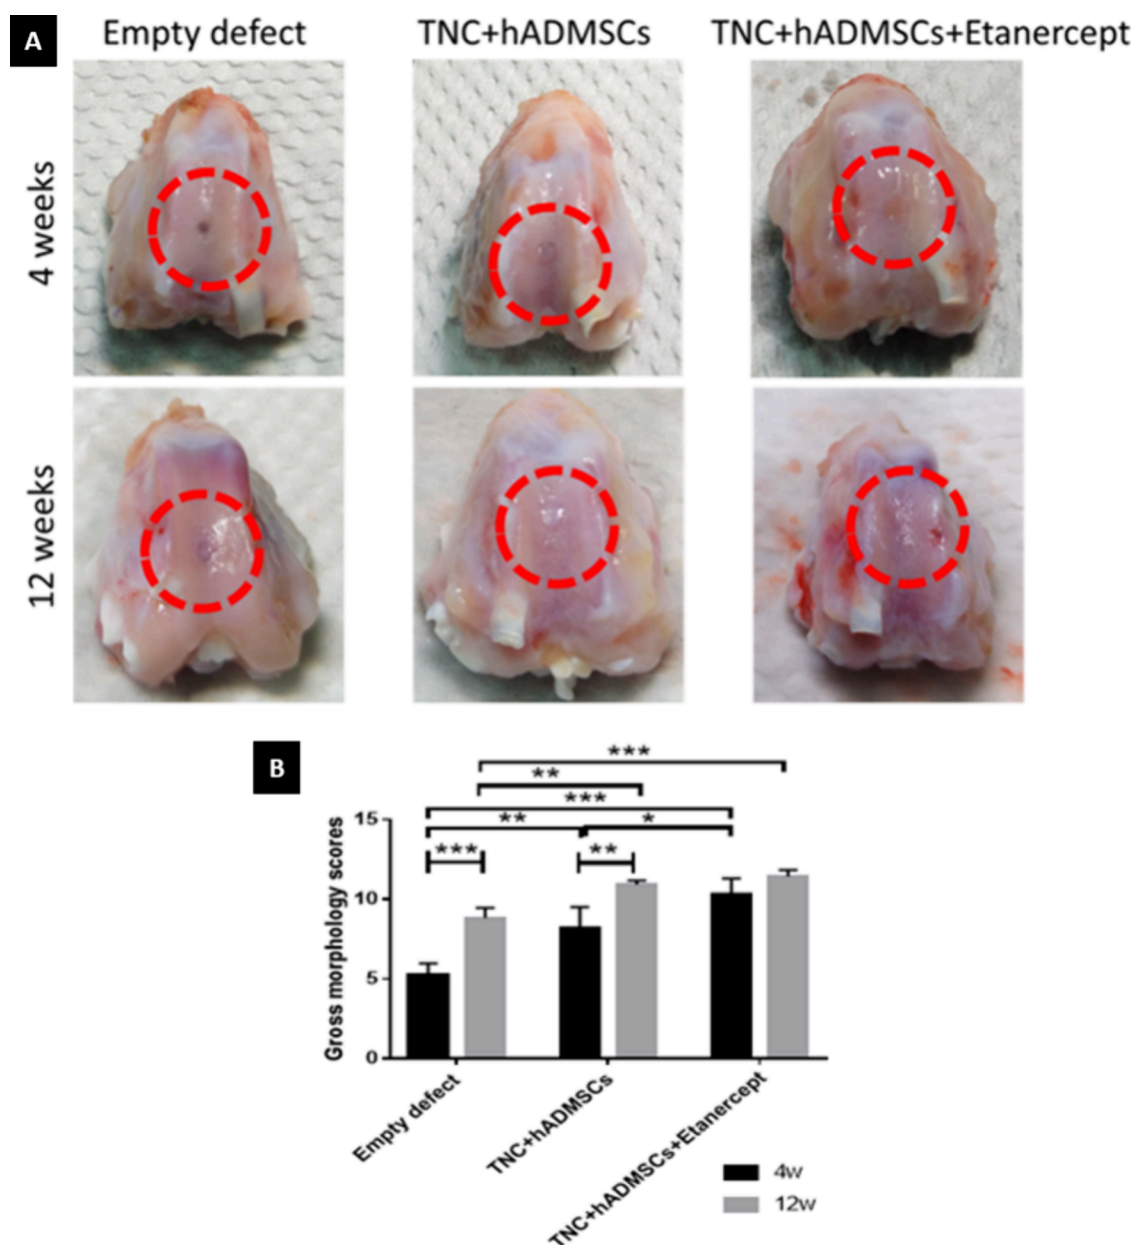 A
Empty defect TNC+hADMSCs TNC+hADMSCs+Etanercept
4 weeks
12 weeks
B
***
**
***
** *
*** **
Gross morphology scores
15
10
5
0
Empty defect
TNC+hADMSCs
TNC+hADMSCs+Etanercept
4w
12w